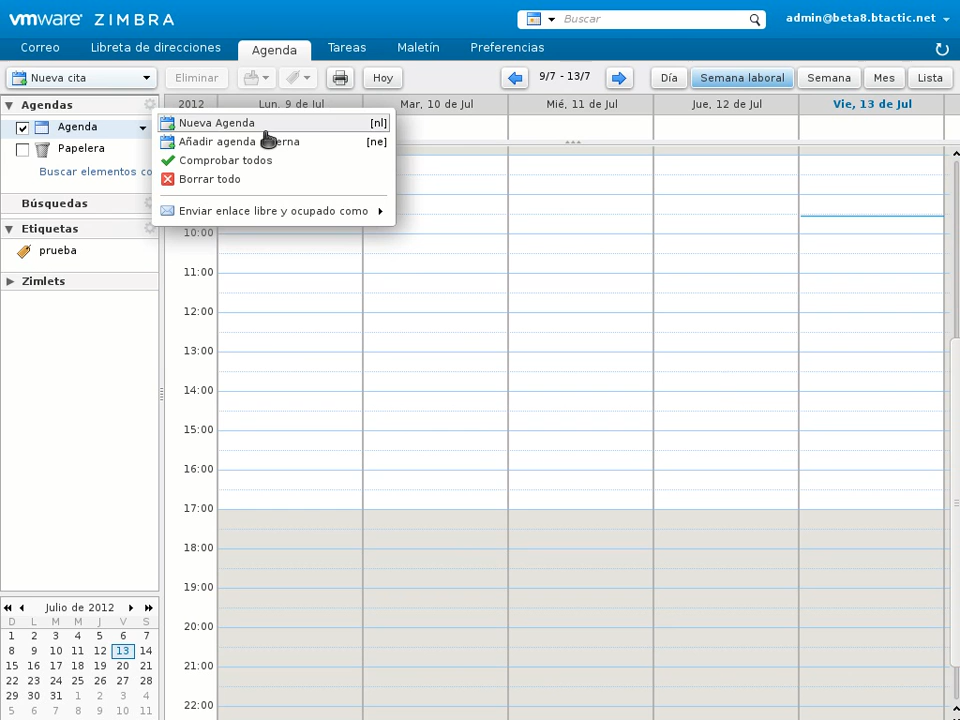 vmware ZIMBRA
Buscar
admin@beta8.btactic.net
Correo Libreta de direcciones Agenda Tareas Maletín Preferencias
Nueva cita Eliminar Hoy 9/7 - 13/7 Día Semana laboral Semana Mes Lista
Agendas
2012 Lun, 9 de Jul Mar, 10 de Jul Mié, 11 de Jul Jue, 12 de Jul Vie, 13 de Jul
Agenda
Papelera
Buscar elementos co
Búsquedas
Etiquetas
prueba
Zimlets
Nueva Agenda [nl]
Añadir agenda [ne]
Comprobar todos
Borrar todo
Enviar enlace libre y ocupado como
10:00
11:00
12:00
13:00
14:00
15:00
16:00
17:00
18:00
19:00
20:00
21:00
22:00
Julio de 2012
D L M M J V S
1 2 3 4 5 6 7
8 9 10 11 12 13 14
15 16 17 18 19 20 21
22 23 24 25 26 27 28
29 30 31 1 2 3 4
5 6 7 8 9 10 11